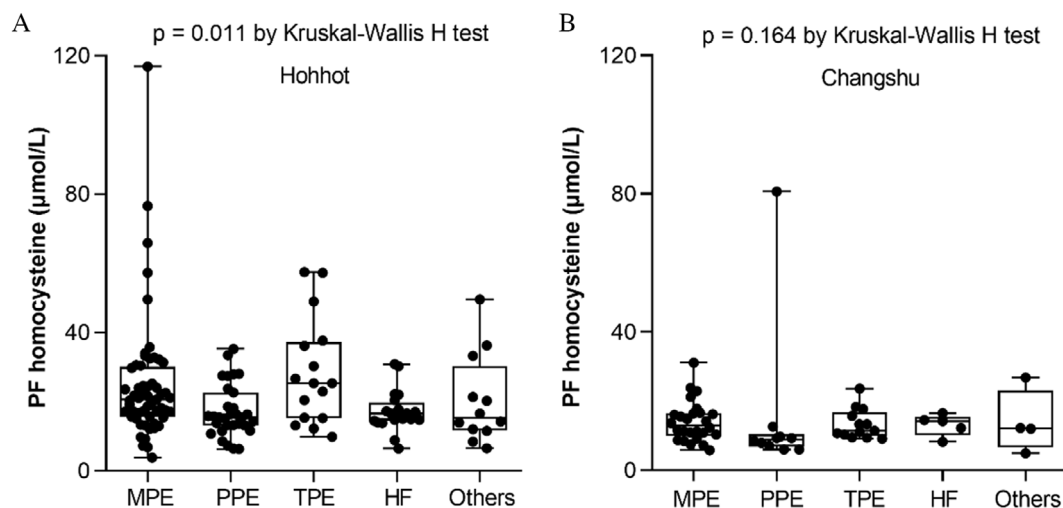 A
p = 0.011 by Kruskal-Wallis H test
Hohhot
PF homocysteine (μmol/L)
120
80
40
0
MPE PPE TPE HF Others
B
p = 0.164 by Kruskal-Wallis H test
Changshu
PF homocysteine (μmol/L)
120
80
40
0
MPE PPE TPE HF Others